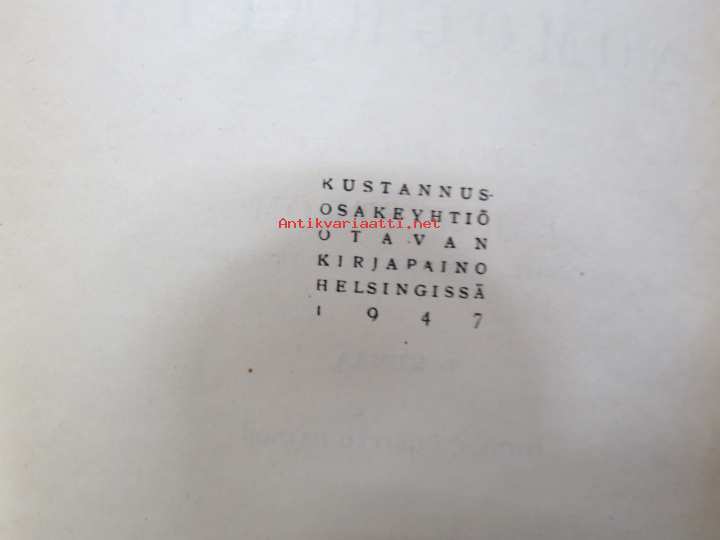 KUSTANNUS-
OSAKEYHTIÖ
Antikvariaatti.net
OTAVAN
KIRJAPAINO
HELSINGISSÄ
1947